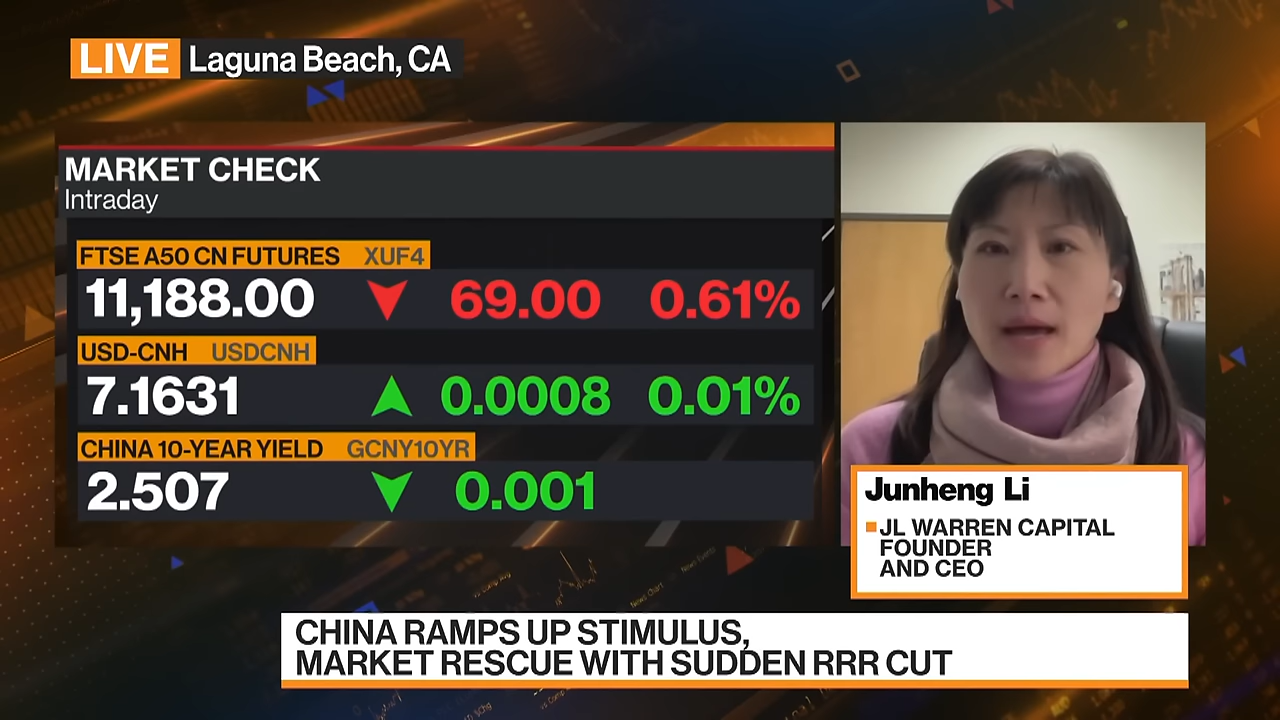 LIVE Laguna Beach, CA
MARKET CHECK
Intraday
FTSE A50 CN FUTURES XUF4
11,188.00 ▼ 69.00 0.61%
USD-CNH USDCNH
7.1631 ▲ 0.0008 0.01%
CHINA 10-YEAR YIELD GCNY10YR
2.507 ▼ 0.001
Junheng Li
JL WARREN CAPITAL
FOUNDER
AND CEO
CHINA RAMPS UP STIMULUS,
MARKET RESCUE WITH SUDDEN RRR CUT